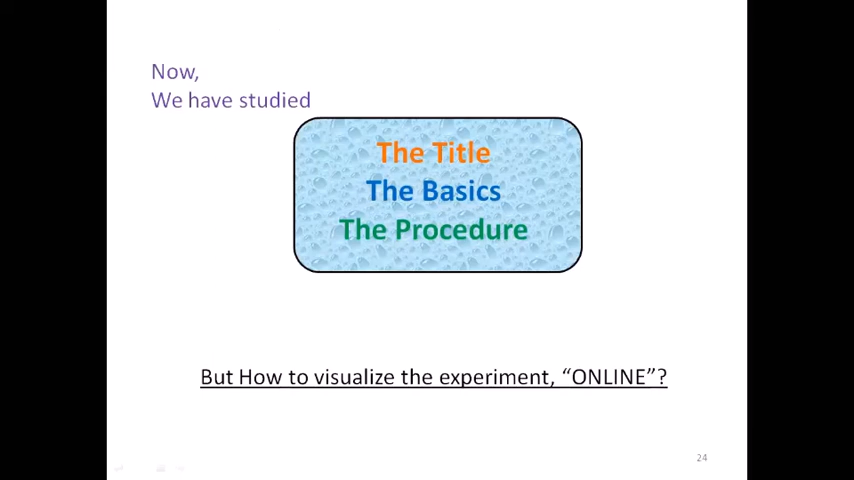 Now,
We have studied
The Title
The Basics
The Procedure
But How to visualize the experiment, “ONLINE”?
24